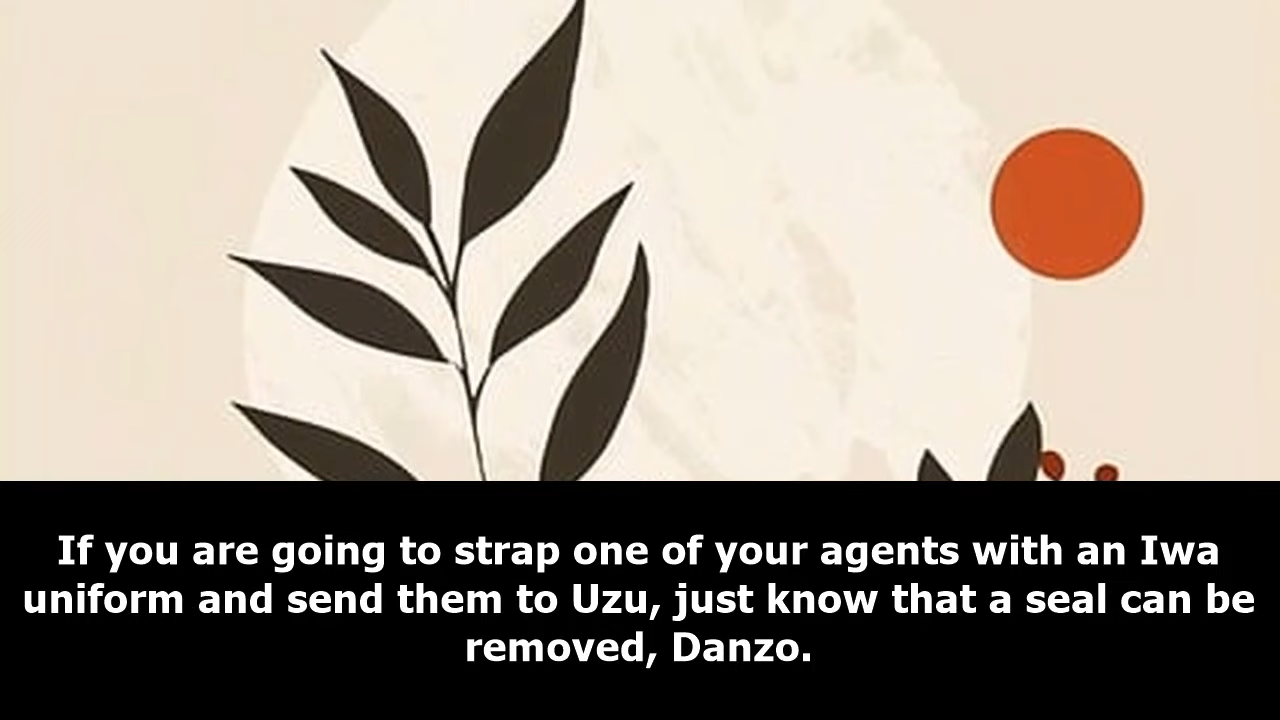 If you are going to strap one of your agents with an Iwa
uniform and send them to Uzu, just know that a seal can be
removed, Danzo.